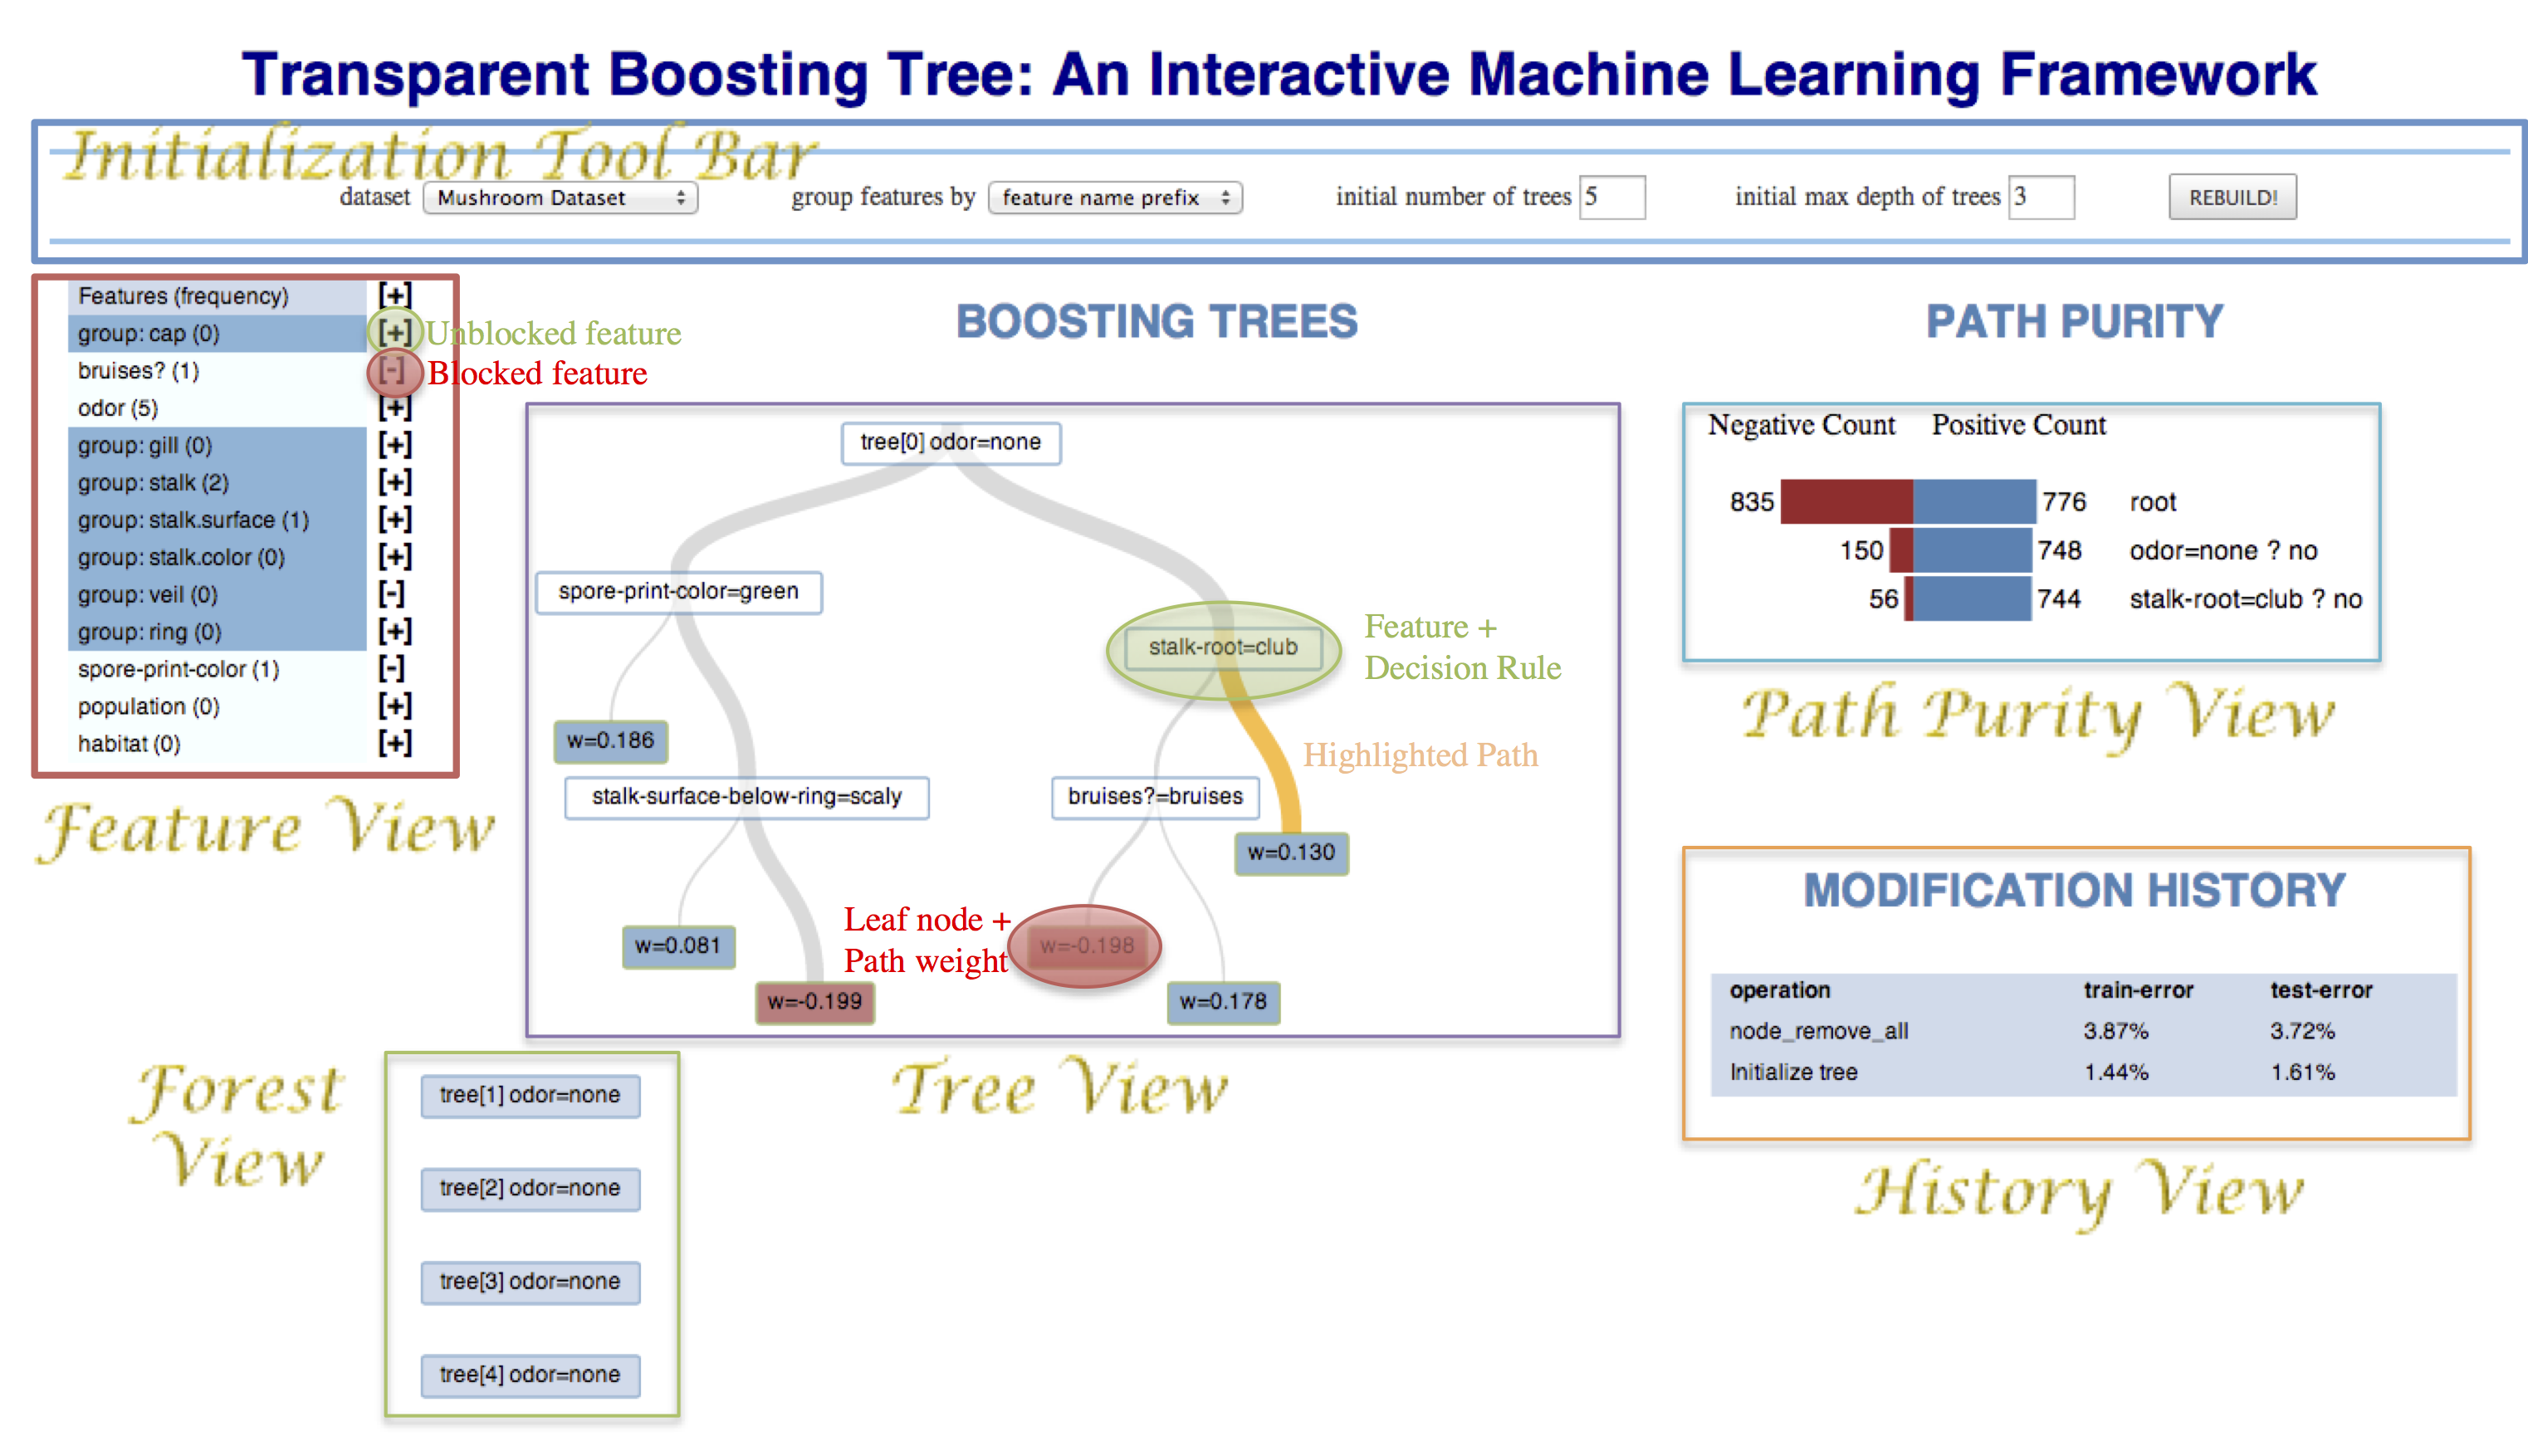 Transparent Boosting Tree: An Interactive Machine Learning Framework
Initialization Tool Bar
dataset Mushroom Dataset group features by feature name prefix initial number of trees 5 initial max depth of trees 3 REBUILD!
Features (frequency) [+]
group: cap (0) [+] Unblocked feature
bruises? (1) [-] Blocked feature
odor (5) [+]
group: gill (0) [+]
group: stalk (2) [+]
group: stalk.surface (1) [+]
group: stalk.color (0) [+]
group: veil (0) [-]
group: ring (0) [+]
spore-print-color (1) [-]
population (0) [+]
habitat (0) [+]
Feature View
BOOSTING TREES
tree[0] odor=none
spore-print-color=green
stalk-root=club
Feature +
Decision Rule
w=0.186
Highlighted Path
stalk-surface-below-ring=scaly
bruises?=bruises
w=0.130
Leaf node +
Path weight
w=0.081
w=-0.198
w=-0.199
w=0.178
Tree View
Forest
View
tree[1] odor=none
tree[2] odor=none
tree[3] odor=none
tree[4] odor=none
PATH PURITY
Negative Count Positive Count
835 776 root
150 748 odor=none ? no
56 744 stalk-root=club ? no
Path Purity View
MODIFICATION HISTORY
operation train-error test-error
node_remove_all 3.87% 3.72%
Initialize tree 1.44% 1.61%
History View